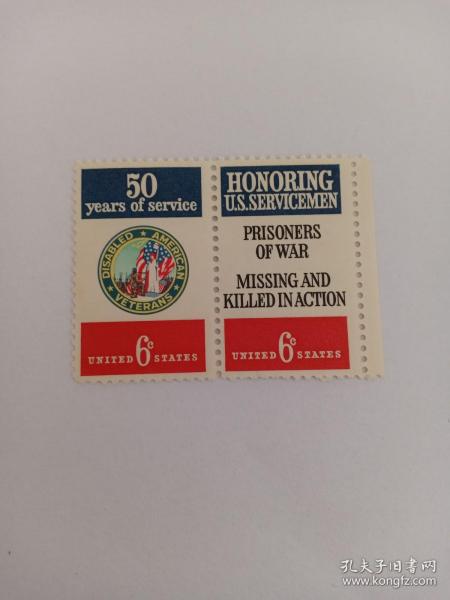 50
years of service
DISABLED ★ AMERICAN ★ VETERANS ★
UNITED 6c STATES
HONORING
U.S. SERVICEMEN
PRISONERS
OF WAR
MISSING AND
KILLED IN ACTION
UNITED 6c STATES
孔夫子旧书网
www.kongfz.com